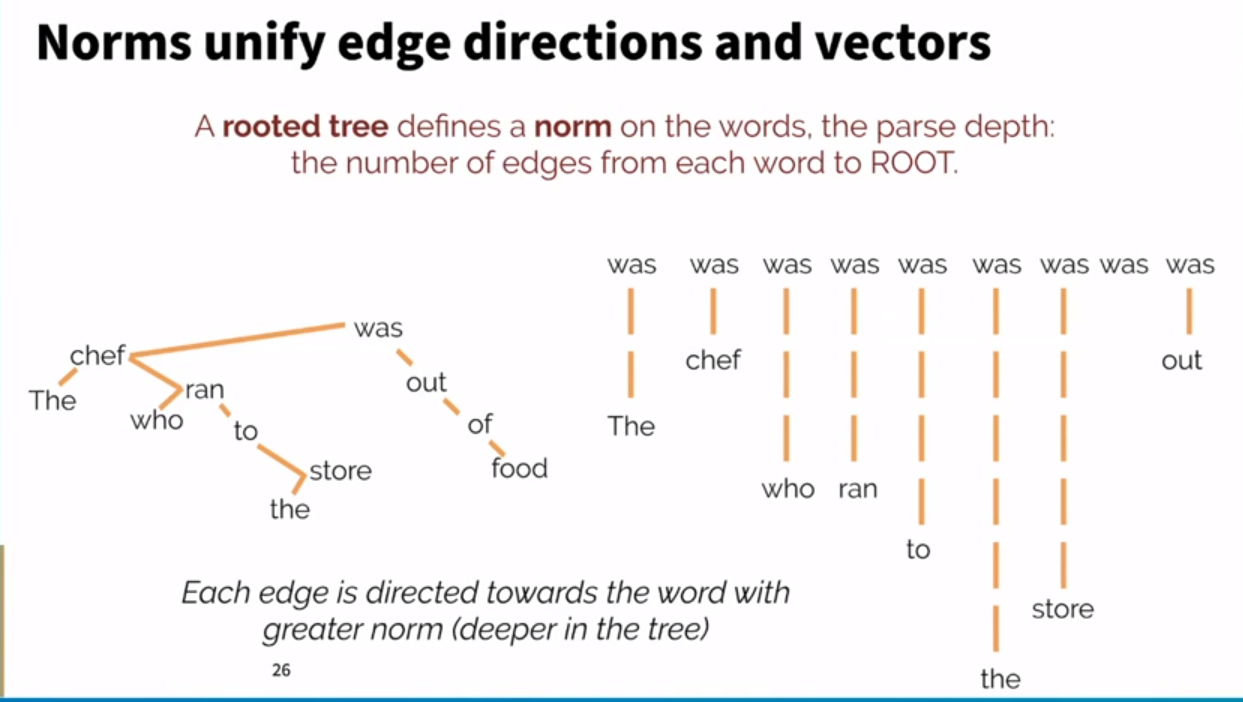 Norms unify edge directions and vectors
A rooted tree defines a norm on the words, the parse depth:
the number of edges from each word to ROOT.
was was was was was was was was was
was
chef
out
The
ran
who
of
to
food
store
the
chef
out
The
who ran
to
store
the
Each edge is directed towards the word with
greater norm (deeper in the tree)
26